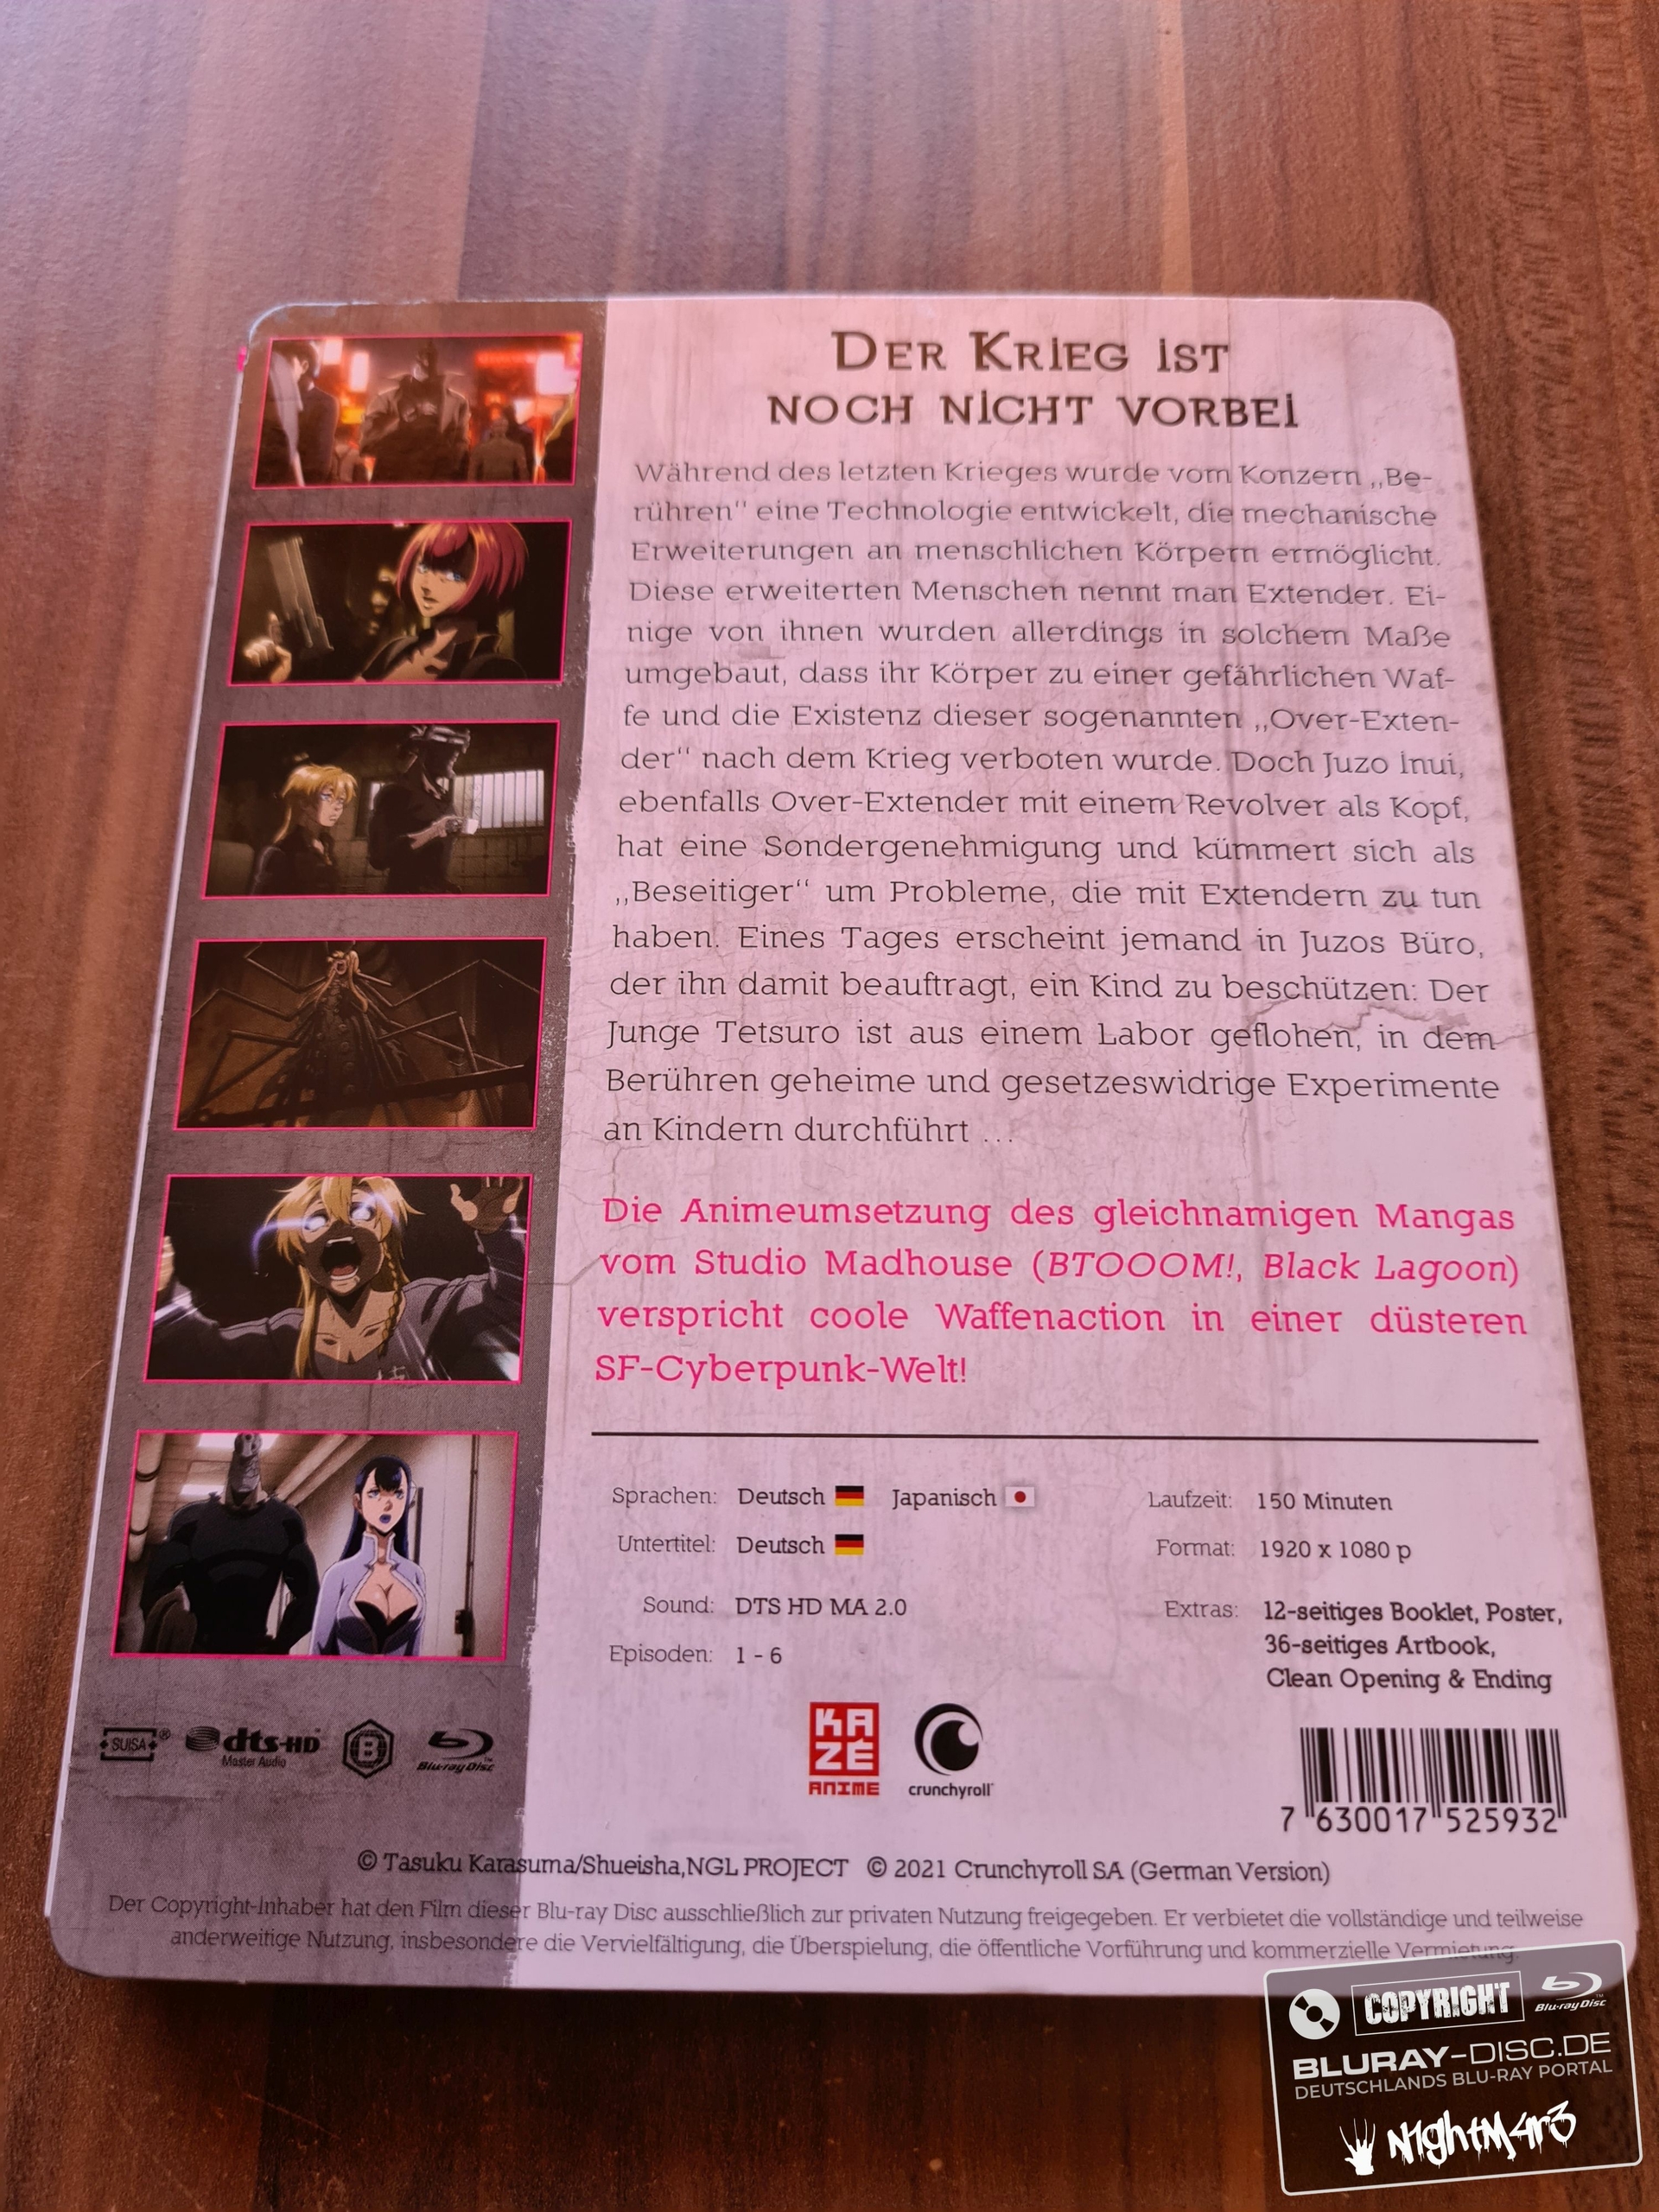 Der Krieg ist
noch nicht vorbei
Während des letzten Krieges wurde vom Konzern „Be-
rühren“ eine Technologie entwickelt, die mechanische
Erweiterungen an menschlichen Körpern ermöglicht.
Diese erweiterten Menschen nennt man Extender. Ei-
nige von ihnen wurden allerdings in solchem Maße
umgebaut, dass ihr Körper zu einer gefährlichen Waf-
fe und die Existenz dieser sogenannten „Over-Exten-
der“ nach dem Krieg verboten wurde. Doch Juzo Inui,
ebenfalls Over-Extender mit einem Revolver als Kopf,
hat eine Sondergenehmigung und kümmert sich als
„Beseitiger“ um Probleme, die mit Extendern zu tun
haben. Eines Tages erscheint jemand in Juzos Büro,
der ihn damit beauftragt, ein Kind zu beschützen: Der
Junge Tetsuro ist aus einem Labor geflohen, in dem
Berühren geheime und gesetzeswidrige Experimente
an Kindern durchführt ...
Die Animeumsetzung des gleichnamigen Mangas
vom Studio Madhouse (BTOOOM!, Black Lagoon)
verspricht coole Waffenaction in einer düsteren
SF-Cyberpunk-Welt!
Sprachen: Deutsch Japanisch
Untertitel: Deutsch
Sound: DTS HD MA 2.0
Episoden: 1 - 6
Laufzeit: 150 Minuten
Format: 1920 x 1080 p
Extras: 12-seitiges Booklet, Poster,
36-seitiges Artbook,
Clean Opening & Ending
SUISA® dts-HD Master Audio B Blu-ray Disc™
KAZÉ ANIME
crunchyroll
7 630017 525932
© Tasuku Karasuma/Shueisha,NGL PROJECT © 2021 Crunchyroll SA (German Version)
Der Copyright-Inhaber hat den Film dieser Blu-ray Disc ausschließlich zur privaten Nutzung freigegeben. Er verbietet die vollständige und teilweise
anderweitige Nutzung, insbesondere die Vervielfältigung, die Überspielung, die öffentliche Vorführung und kommerzielle Vermietung.
COPYRIGHT Blu-ray Disc™
BLURAY-DISC.DE
DEUTSCHLANDS BLU-RAY PORTAL
N1ghtM4r3